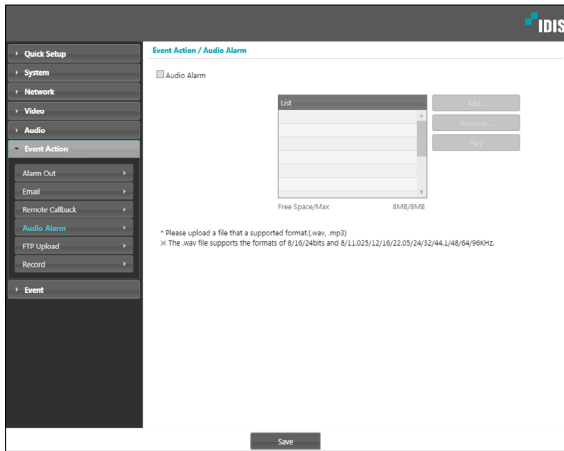 IDIS
Quick Setup
System
Network
Video
Audio
Event Action
Alarm Out
Email
Remote Callback
Audio Alarm
FTP Upload
Record
Event
Event Action / Audio Alarm
Audio Alarm
List
Add...
Remove...
Play
Free Space/Max 8MB/8MB
* Please upload a file that a supported format.(.wav, .mp3)
※ The .wav file supports the formats of 8/16/24bits and 8/11.025/12/16/22.05/24/32/44.1/48/64/96KHz.
Save